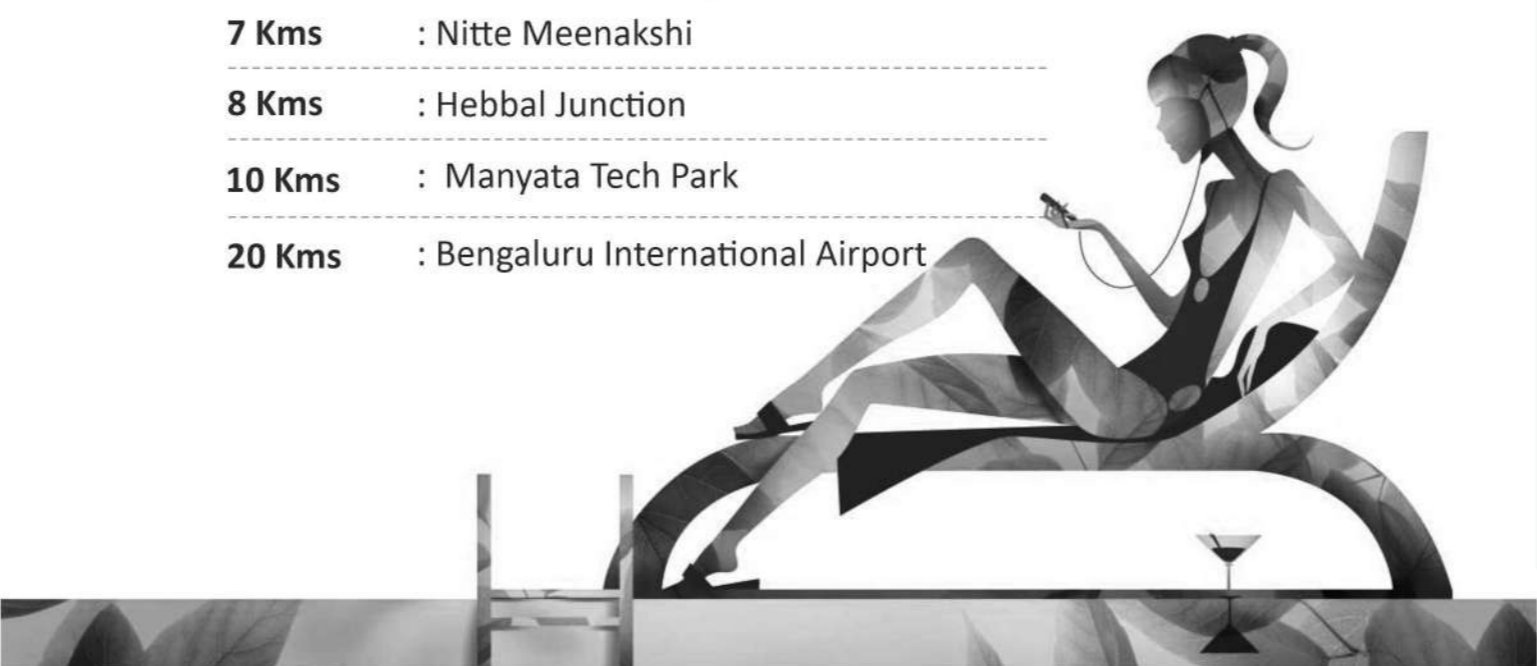 7 Kms : Nitte Meenakshi
8 Kms : Hebbal Junction
10 Kms : Manyata Tech Park
20 Kms : Bengaluru International Airport